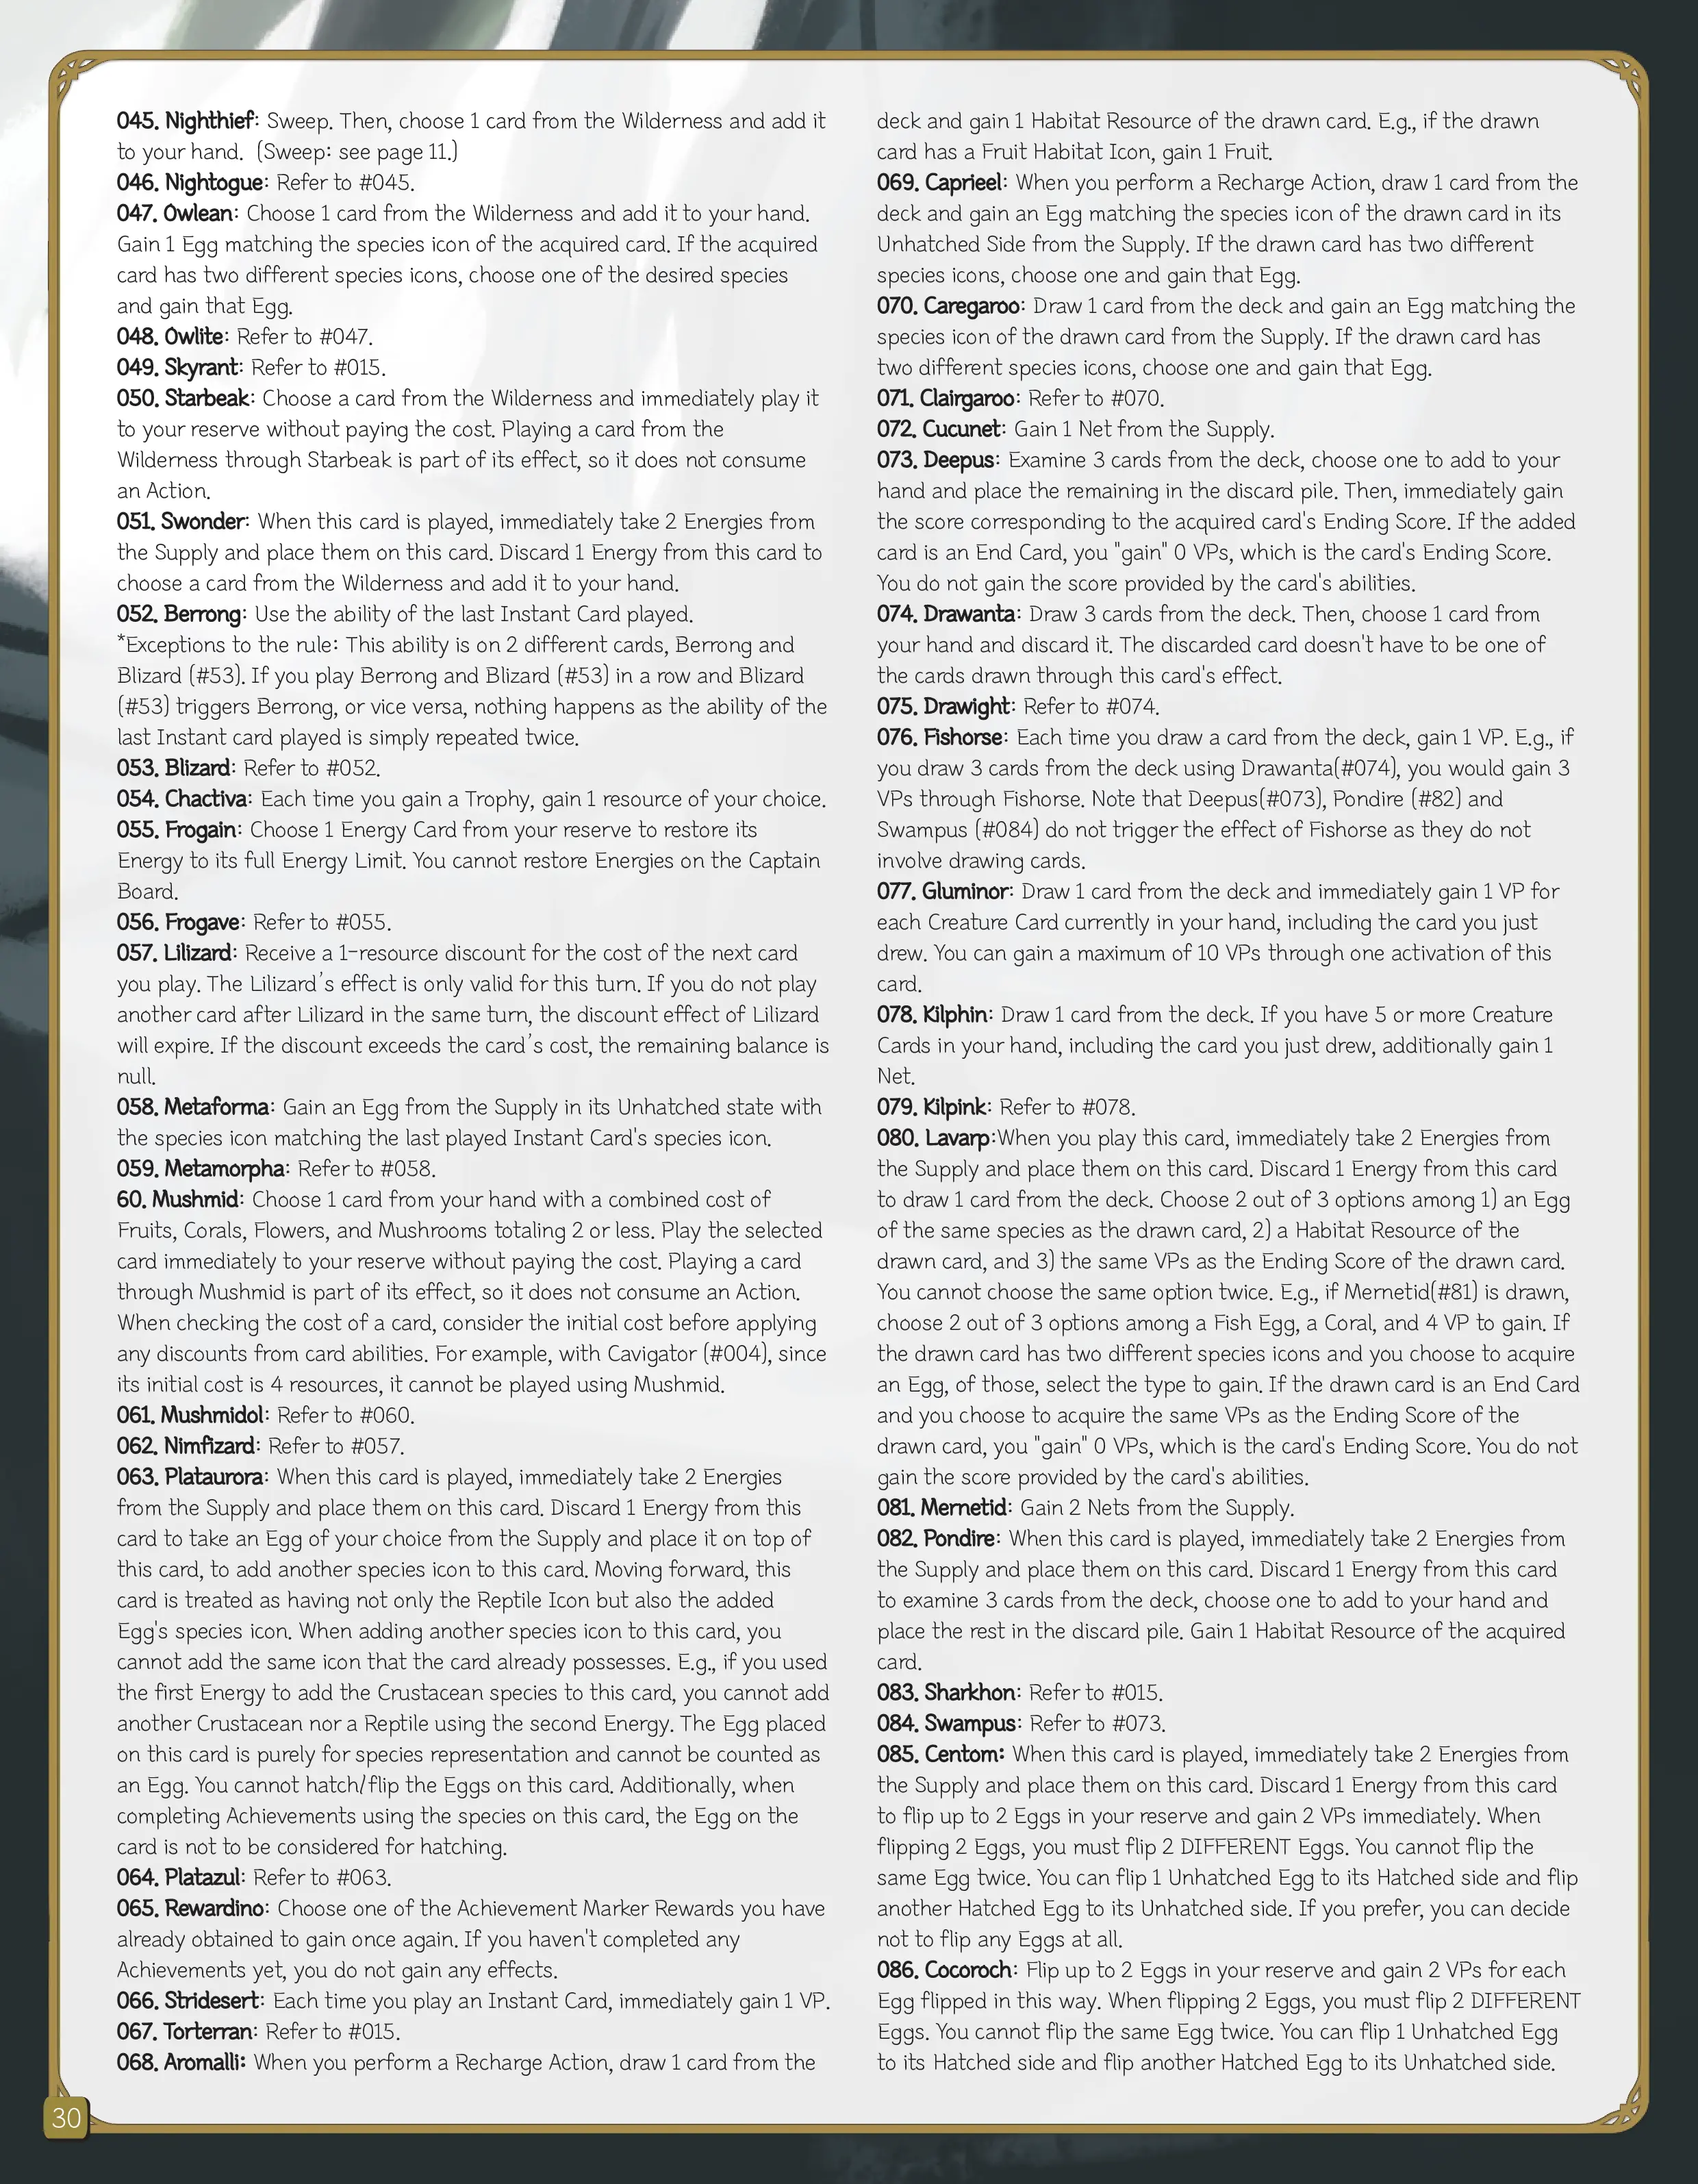 045. Nighthief: Sweep. Then, choose 1 card from the Wilderness and add it
to your hand.  (Sweep: see page 11.)
046. Nightogue: Refer to #045.
047. Owlean: Choose 1 card from the Wilderness and add it to your hand.
Gain 1 Egg matching the species icon of the acquired card. If the acquired
card has two different species icons, choose one of the desired species
and gain that Egg.
048. Owlite: Refer to #047.
049. Skyrant: Refer to #015.
050. Starbeak: Choose a card from the Wilderness and immediately play it
to your reserve without paying the cost. Playing a card from the
Wilderness through Starbeak is part of its effect, so it does not consume
an Action.
051. Swonder: When this card is played, immediately take 2 Energies from
the Supply and place them on this card. Discard 1 Energy from this card to
choose a card from the Wilderness and add it to your hand.
052. Berrong: Use the ability of the last Instant Card played.
*Exceptions to the rule: This ability is on 2 different cards, Berrong and
Blizard (#53). If you play Berrong and Blizard (#53) in a row and Blizard
(#53) triggers Berrong, or vice versa, nothing happens as the ability of the
last Instant card played is simply repeated twice.
053. Blizard: Refer to #052.
054. Chactiva: Each time you gain a Trophy, gain 1 resource of your choice.
055. Frogain: Choose 1 Energy Card from your reserve to restore its
Energy to its full Energy Limit. You cannot restore Energies on the Captain
Board.
056. Frogave: Refer to #055.
057. Lilizard: Receive a 1-resource discount for the cost of the next card
you play. The Lilizard's effect is only valid for this turn. If you do not play
another card after Lilizard in the same turn, the discount effect of Lilizard
will expire. If the discount exceeds the card's cost, the remaining balance is
null.
058. Metaforma: Gain an Egg from the Supply in its Unhatched state with
the species icon matching the last played Instant Card's species icon.
059. Metamorpha: Refer to #058.
60. Mushmid: Choose 1 card from your hand with a combined cost of
Fruits, Corals, Flowers, and Mushrooms totaling 2 or less. Play the selected
card immediately to your reserve without paying the cost. Playing a card
through Mushmid is part of its effect, so it does not consume an Action.
When checking the cost of a card, consider the initial cost before applying
any discounts from card abilities. For example, with Cavigator (#004), since
its initial cost is 4 resources, it cannot be played using Mushmid.
061. Mushmidol: Refer to #060.
062. Nimfizard: Refer to #057.
063. Plataurora: When this card is played, immediately take 2 Energies
from the Supply and place them on this card. Discard 1 Energy from this
card to take an Egg of your choice from the Supply and place it on top of
this card, to add another species icon to this card. Moving forward, this
card is treated as having not only the Reptile Icon but also the added
Egg's species icon. When adding another species icon to this card, you
cannot add the same icon that the card already possesses. E.g., if you used
the first Energy to add the Crustacean species to this card, you cannot add
another Crustacean nor a Reptile using the second Energy. The Egg placed
on this card is purely for species representation and cannot be counted as
an Egg. You cannot hatch/flip the Eggs on this card. Additionally, when
completing Achievements using the species on this card, the Egg on the
card is not to be considered for hatching.
064. Platazul: Refer to #063.
065. Rewardino: Choose one of the Achievement Marker Rewards you have
already obtained to gain once again. If you haven't completed any
Achievements yet, you do not gain any effects.
066. Stridesert: Each time you play an Instant Card, immediately gain 1 VP.
067. Torterran: Refer to #015.
068. Aromalli: When you perform a Recharge Action, draw 1 card from the
deck and gain 1 Habitat Resource of the drawn card. E.g., if the drawn
card has a Fruit Habitat Icon, gain 1 Fruit.
069. Caprieel: When you perform a Recharge Action, draw 1 card from the
deck and gain an Egg matching the species icon of the drawn card in its
Unhatched Side from the Supply. If the drawn card has two different
species icons, choose one and gain that Egg.
070. Caregaroo: Draw 1 card from the deck and gain an Egg matching the
species icon of the drawn card from the Supply. If the drawn card has
two different species icons, choose one and gain that Egg.
071. Clairgaroo: Refer to #070.
072. Cucunet: Gain 1 Net from the Supply.
073. Deepus: Examine 3 cards from the deck, choose one to add to your
hand and place the remaining in the discard pile. Then, immediately gain
the score corresponding to the acquired card's Ending Score. If the added
card is an End Card, you "gain" 0 VPs, which is the card's Ending Score.
You do not gain the score provided by the card's abilities.
074. Drawanta: Draw 3 cards from the deck. Then, choose 1 card from
your hand and discard it. The discarded card doesn't have to be one of
the cards drawn through this card's effect.
075. Drawight: Refer to #074.
076. Fishorse: Each time you draw a card from the deck, gain 1 VP. E.g., if
you draw 3 cards from the deck using Drawanta(#074), you would gain 3
VPs through Fishorse. Note that Deepus(#073), Pondire (#82) and
Swampus (#084) do not trigger the effect of Fishorse as they do not
involve drawing cards.
077. Gluminor: Draw 1 card from the deck and immediately gain 1 VP for
each Creature Card currently in your hand, including the card you just
drew. You can gain a maximum of 10 VPs through one activation of this
card.
078. Kilphin: Draw 1 card from the deck. If you have 5 or more Creature
Cards in your hand, including the card you just drew, additionally gain 1
Net.
079. Kilpink: Refer to #078.
080. Lavarp:When you play this card, immediately take 2 Energies from
the Supply and place them on this card. Discard 1 Energy from this card
to draw 1 card from the deck. Choose 2 out of 3 options among 1) an Egg
of the same species as the drawn card, 2) a Habitat Resource of the
drawn card, and 3) the same VPs as the Ending Score of the drawn card.
You cannot choose the same option twice. E.g., if Mernetid(#81) is drawn,
choose 2 out of 3 options among a Fish Egg, a Coral, and 4 VP to gain. If
the drawn card has two different species icons and you choose to acquire
an Egg, of those, select the type to gain. If the drawn card is an End Card
and you choose to acquire the same VPs as the Ending Score of the
drawn card, you "gain" 0 VPs, which is the card's Ending Score. You do not
gain the score provided by the card's abilities.
081. Mernetid: Gain 2 Nets from the Supply.
082. Pondire: When this card is played, immediately take 2 Energies from
the Supply and place them on this card. Discard 1 Energy from this card
to examine 3 cards from the deck, choose one to add to your hand and
place the rest in the discard pile. Gain 1 Habitat Resource of the acquired
card.
083. Sharkhon: Refer to #015.
084. Swampus: Refer to #073.
085. Centom: When this card is played, immediately take 2 Energies from
the Supply and place them on this card. Discard 1 Energy from this card
to flip up to 2 Eggs in your reserve and gain 2 VPs immediately. When
flipping 2 Eggs, you must flip 2 DIFFERENT Eggs. You cannot flip the
same Egg twice. You can flip 1 Unhatched Egg to its Hatched side and flip
another Hatched Egg to its Unhatched side. If you prefer, you can decide
not to flip any Eggs at all.
086. Cocoroch: Flip up to 2 Eggs in your reserve and gain 2 VPs for each
Egg flipped in this way. When flipping 2 Eggs, you must flip 2 DIFFERENT
Eggs. You cannot flip the same Egg twice. You can flip 1 Unhatched Egg
to its Hatched side and flip another Hatched Egg to its Unhatched side.
30